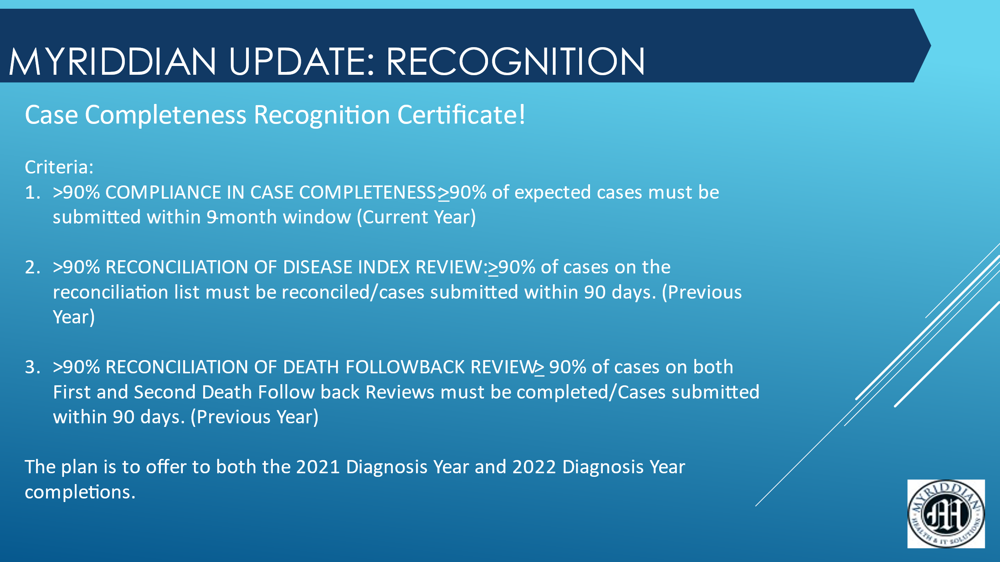 MYRIDDIAN UPDATE: RECOGNITION
Case Completeness Recognition Certificate!
Criteria:
1. >90% COMPLIANCE IN CASE COMPLETENESS:≥90% of expected cases must be
submitted within 9-month window (Current Year)
2. >90% RECONCILIATION OF DISEASE INDEX REVIEW:≥90% of cases on the
reconciliation list must be reconciled/cases submitted within 90 days. (Previous
Year)
3. >90% RECONCILIATION OF DEATH FOLLOWBACK REVIEW≥ 90% of cases on both
First and Second Death Follow back Reviews must be completed/Cases submitted
within 90 days. (Previous Year)
The plan is to offer to both the 2021 Diagnosis Year and 2022 Diagnosis Year
completions.
MYRIDDIAN
M
HEALTH & IT SOLUTIONS